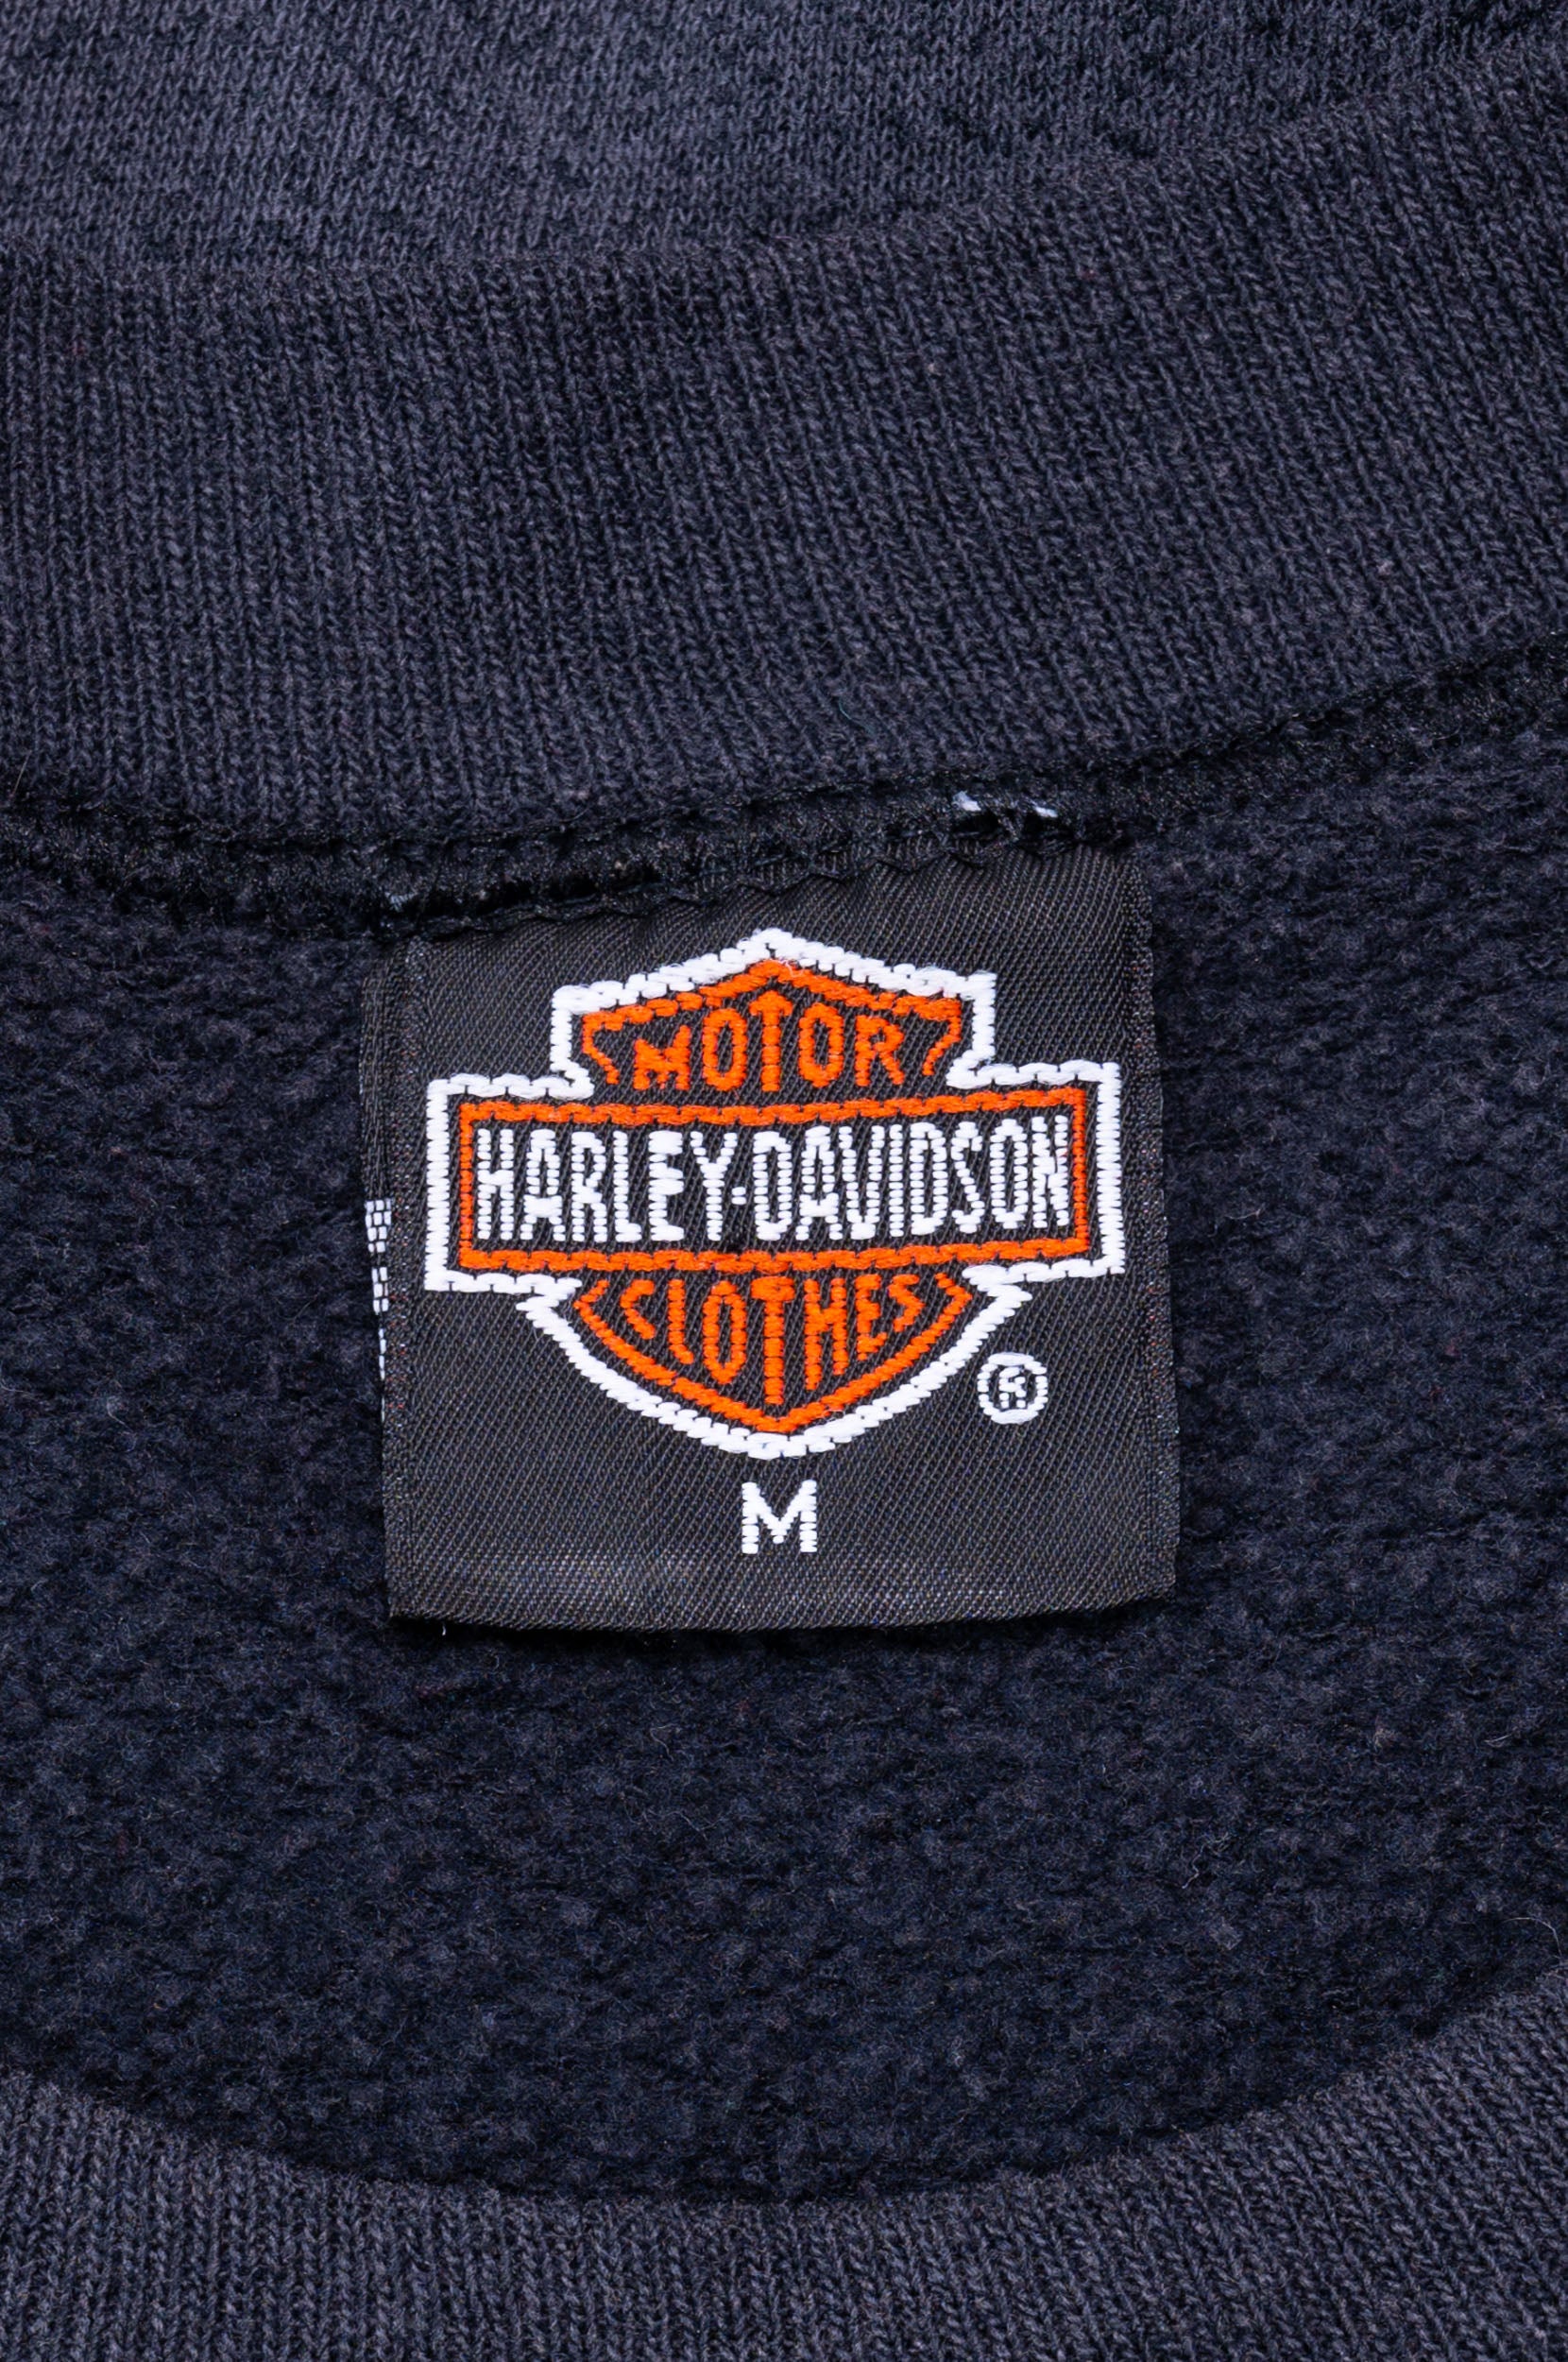 MOTOR
HARLEY-DAVIDSON
CLOTHES
®
M